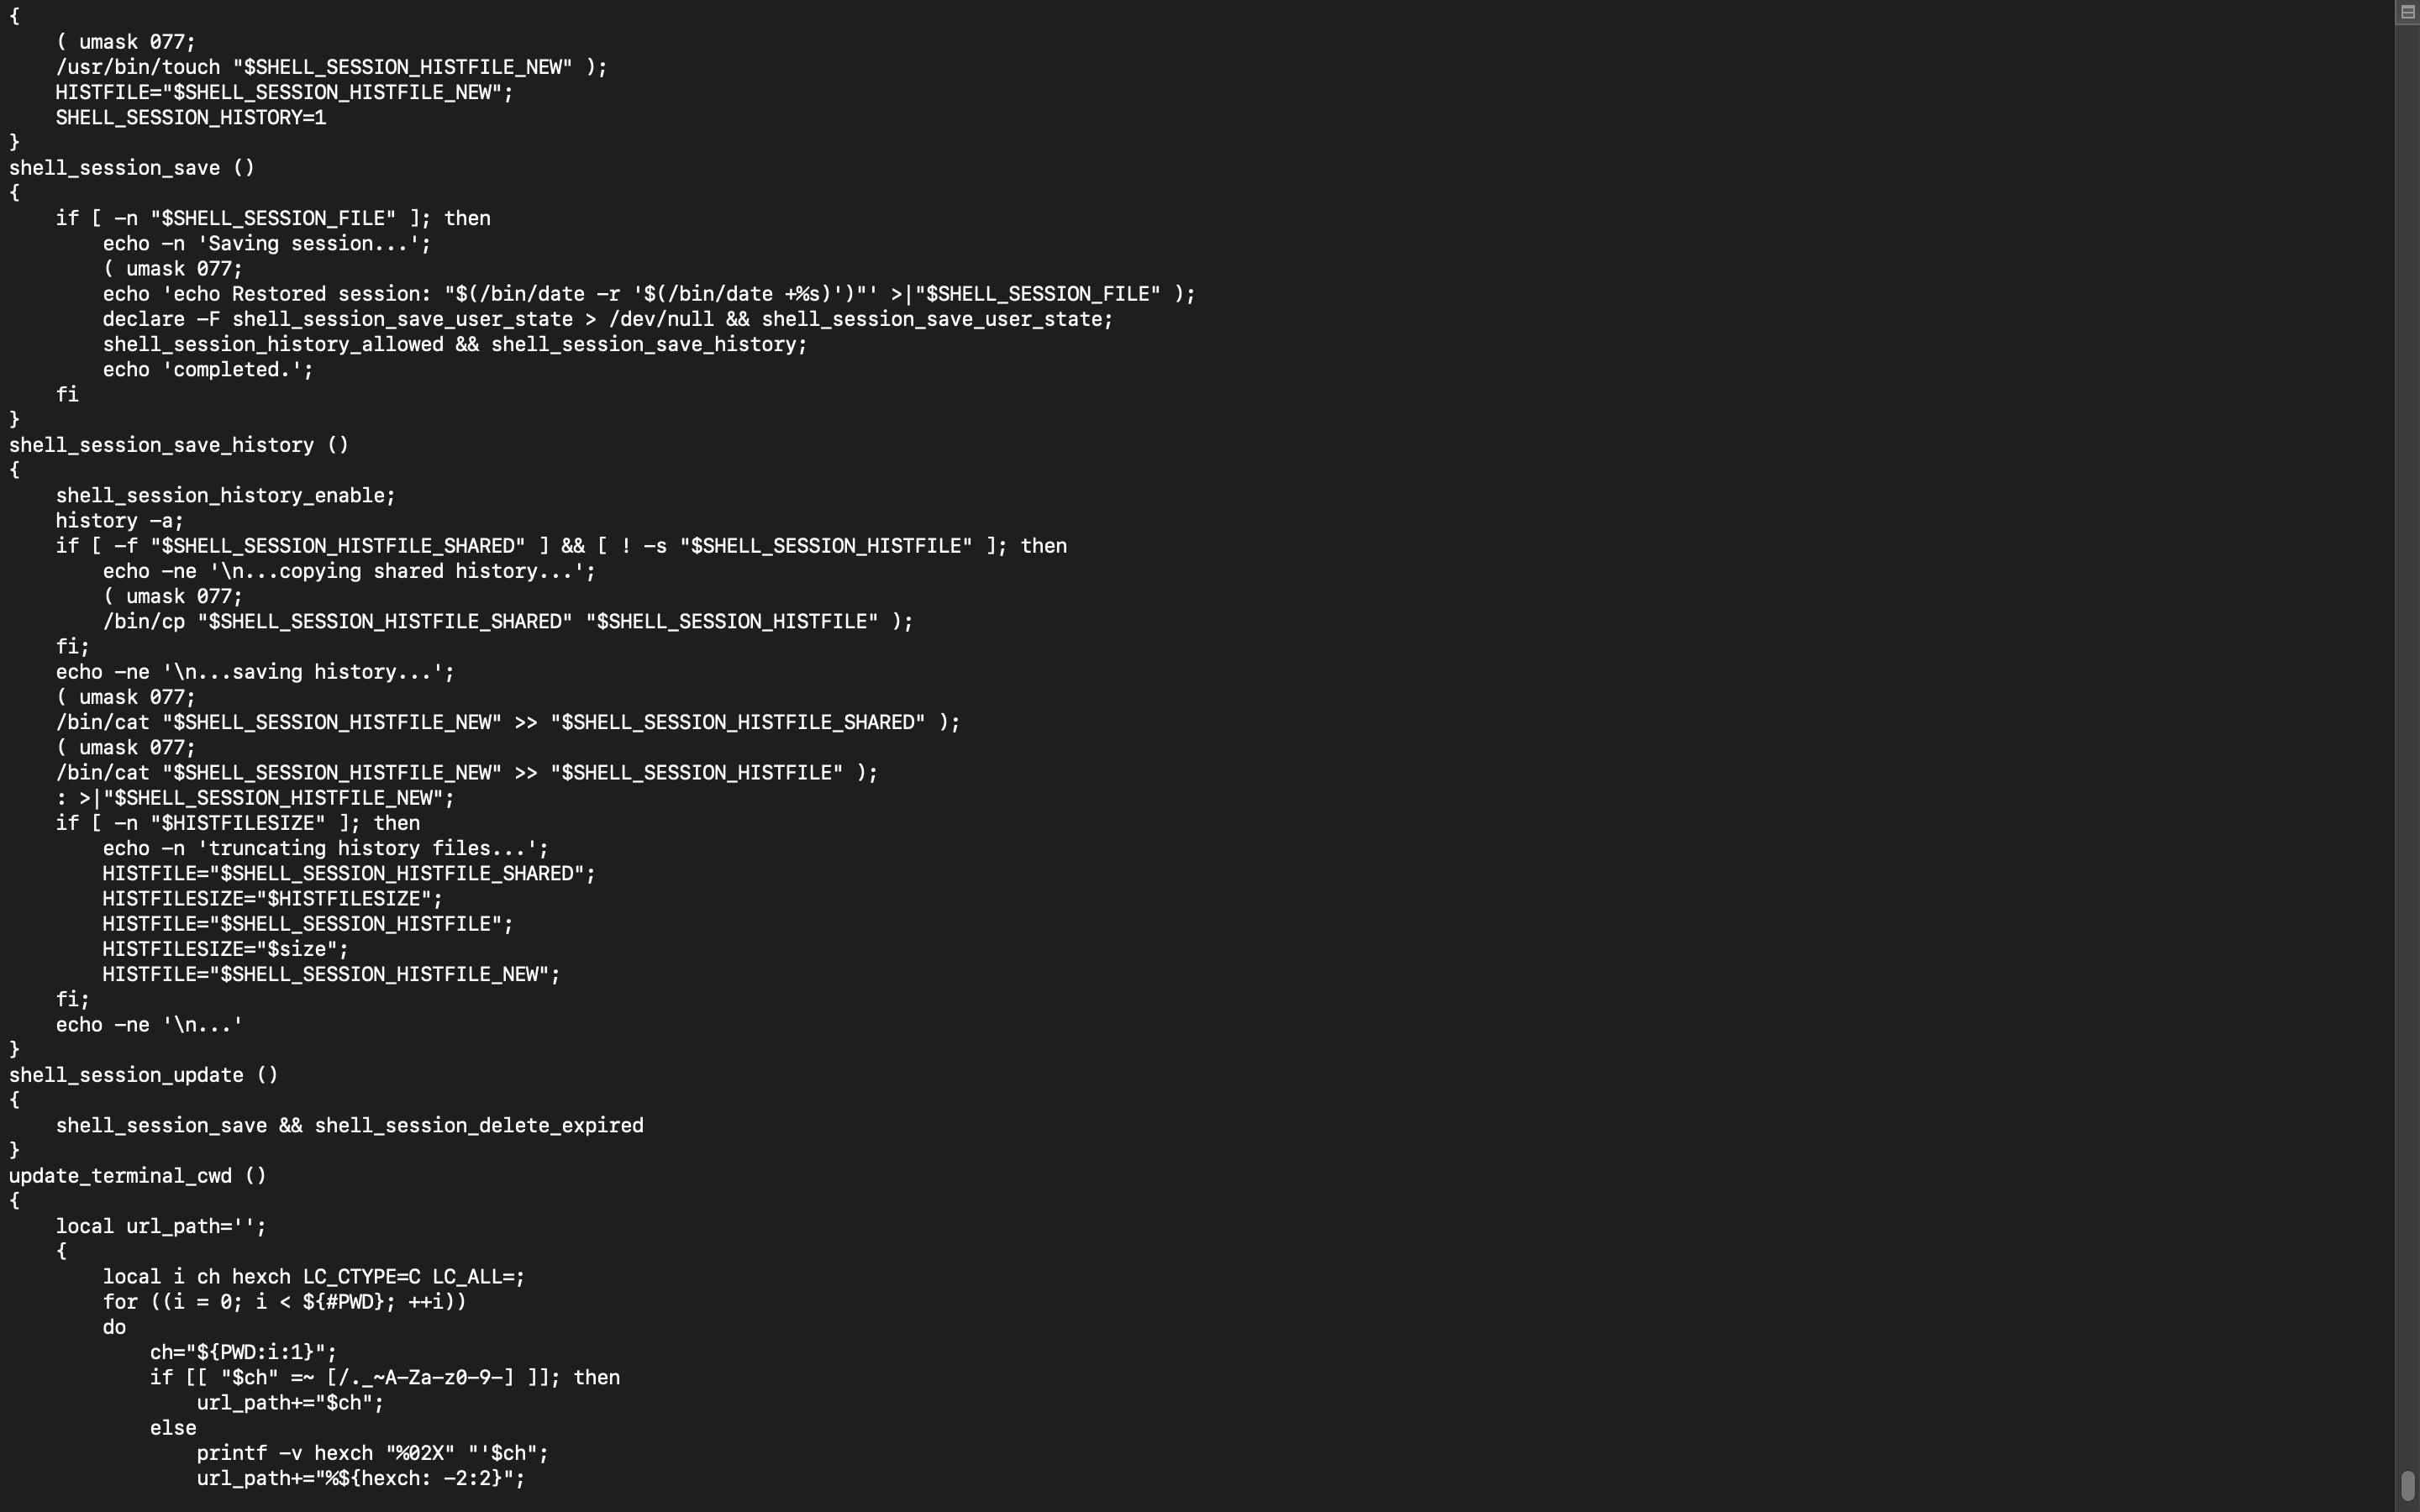 {
    ( umask 077;
    /usr/bin/touch "$SHELL_SESSION_HISTFILE_NEW" );
    HISTFILE="$SHELL_SESSION_HISTFILE_NEW";
    SHELL_SESSION_HISTORY=1
}
shell_session_save ()
{
    if [ -n "$SHELL_SESSION_FILE" ]; then
        echo -n 'Saving session...';
        ( umask 077;
        echo 'echo Restored session: "$(/bin/date -r '$(/bin/date +%s)')"' >|"$SHELL_SESSION_FILE" );
        declare -F shell_session_save_user_state > /dev/null && shell_session_save_user_state;
        shell_session_history_allowed && shell_session_save_history;
        echo 'completed.';
    fi
}
shell_session_save_history ()
{
    shell_session_history_enable;
    history -a;
    if [ -f "$SHELL_SESSION_HISTFILE_SHARED" ] && [ ! -s "$SHELL_SESSION_HISTFILE" ]; then
        echo -ne '\n...copying shared history...';
        ( umask 077;
        /bin/cp "$SHELL_SESSION_HISTFILE_SHARED" "$SHELL_SESSION_HISTFILE" );
    fi;
    echo -ne '\n...saving history...';
    ( umask 077;
    /bin/cat "$SHELL_SESSION_HISTFILE_NEW" >> "$SHELL_SESSION_HISTFILE_SHARED" );
    ( umask 077;
    /bin/cat "$SHELL_SESSION_HISTFILE_NEW" >> "$SHELL_SESSION_HISTFILE" );
    : >|"$SHELL_SESSION_HISTFILE_NEW";
    if [ -n "$HISTFILESIZE" ]; then
        echo -n 'truncating history files...';
        HISTFILE="$SHELL_SESSION_HISTFILE_SHARED";
        HISTFILESIZE="$HISTFILESIZE";
        HISTFILE="$SHELL_SESSION_HISTFILE";
        HISTFILESIZE="$size";
        HISTFILE="$SHELL_SESSION_HISTFILE_NEW";
    fi;
    echo -ne '\n...'
}
shell_session_update ()
{
    shell_session_save && shell_session_delete_expired
}
update_terminal_cwd ()
{
    local url_path='';
    {
        local i ch hexch LC_CTYPE=C LC_ALL=;
        for ((i = 0; i < ${#PWD}; ++i))
        do
            ch="${PWD:i:1}";
            if [[ "$ch" =~ [/._~A-Za-z0-9-] ]]; then
                url_path+="$ch";
            else
                printf -v hexch "%02X" "'$ch";
                url_path+="%${hexch: -2:2}";